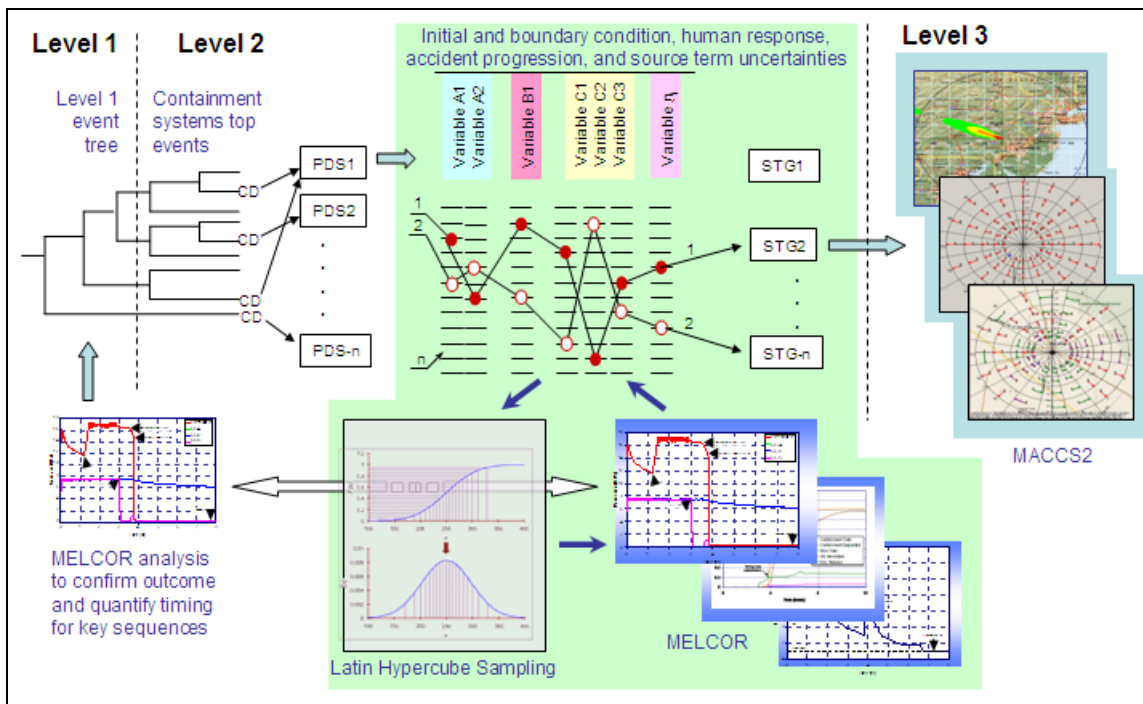 Level 1
Level 2
Level 3
Initial and boundary condition, human response,
accident progression, and source term uncertainties
Level 1
event
tree
Containment
systems top
events
Variable A1
Variable A2
Variable B1
Variable C1
Variable C2
Variable C3
CD
CD
CD
CD
PDS1
PDS2
PDS-n
1
2
n
1
2
STG1
STG2
STG-n
MACCS2
MELCOR analysis
to confirm outcome
and quantify timing
for key sequences
Latin Hypercube Sampling
MELCOR